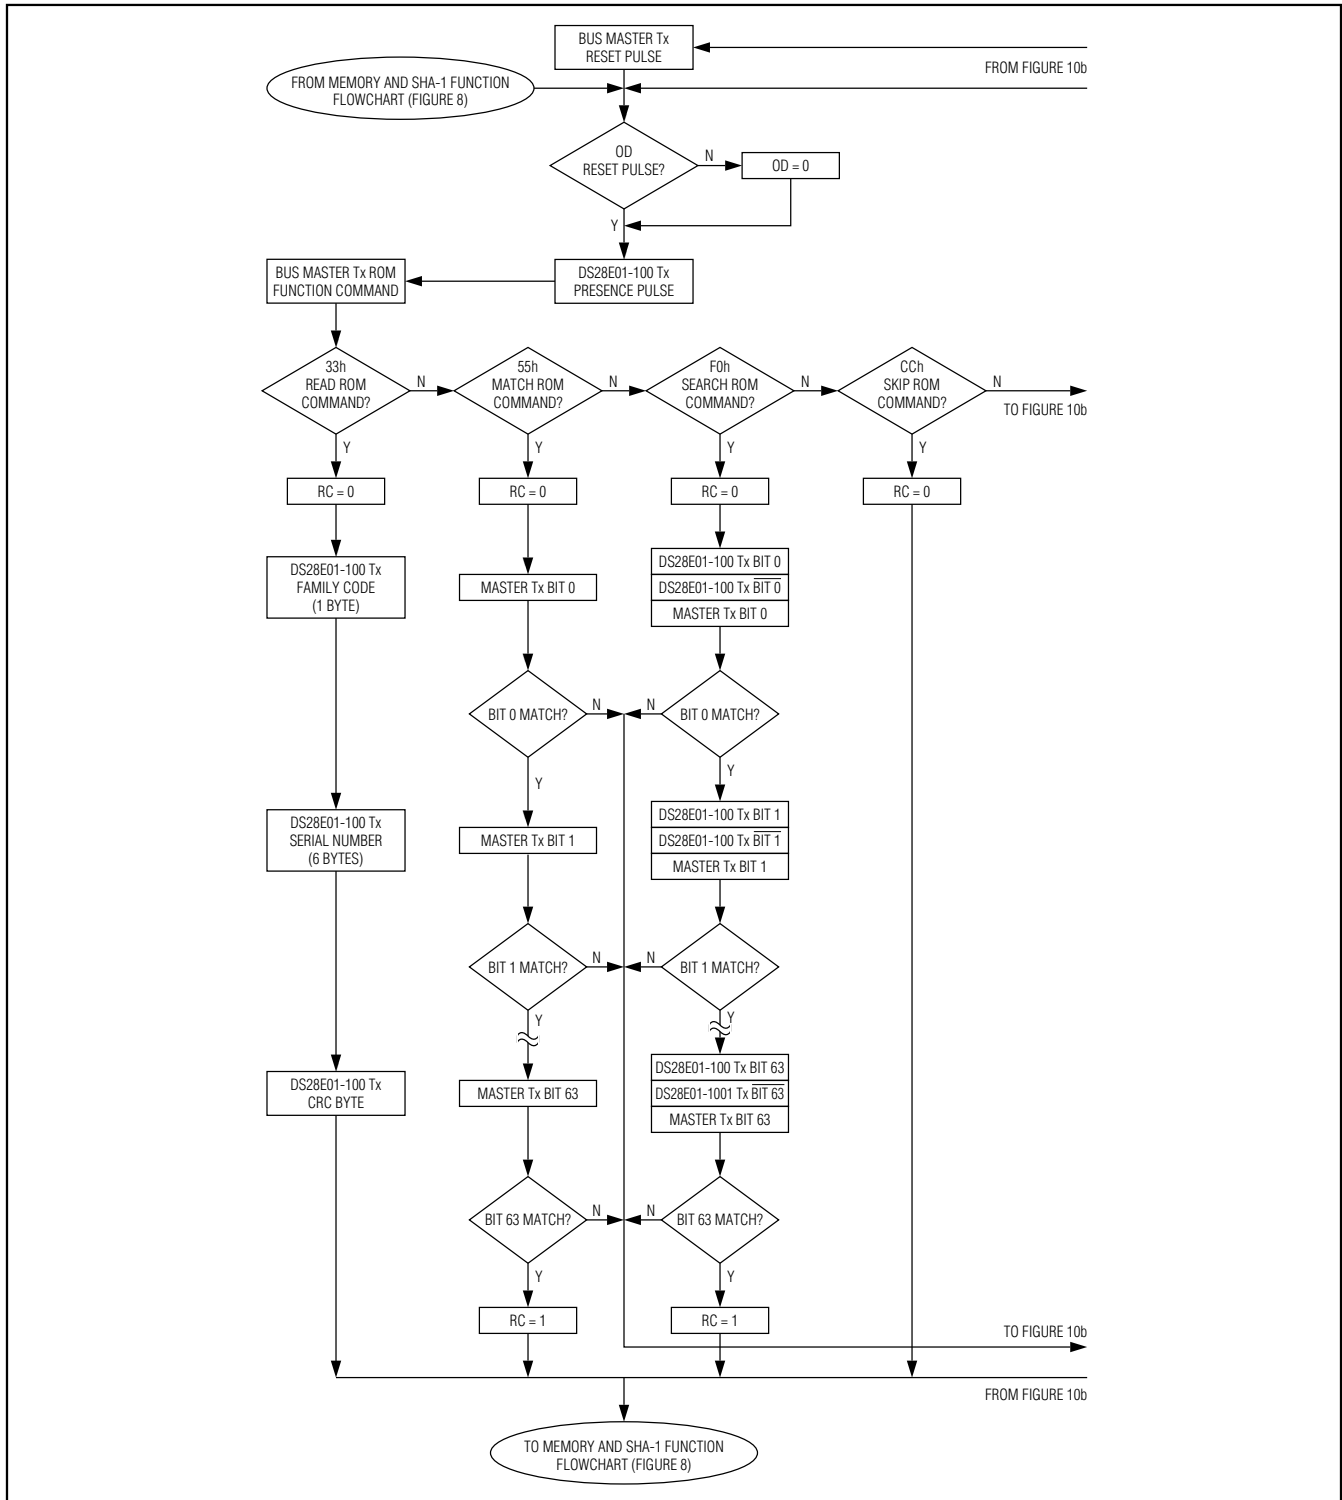 BUS MASTER Tx
RESET PULSE
FROM FIGURE 10b
FROM MEMORY AND SHA-1 FUNCTION
FLOWCHART (FIGURE 8)
OD
RESET PULSE?
N
OD = 0
Y
BUS MASTER Tx ROM
FUNCTION COMMAND
DS28E01-100 Tx
PRESENCE PULSE
33h
READ ROM
COMMAND?
N
55h
MATCH ROM
COMMAND?
N
F0h
SEARCH ROM
COMMAND?
N
CCh
SKIP ROM
COMMAND?
N
TO FIGURE 10b
Y
Y
Y
Y
RC = 0
RC = 0
RC = 0
RC = 0
DS28E01-100 Tx
FAMILY CODE
(1 BYTE)
MASTER Tx BIT 0
DS28E01-100 Tx BIT 0
DS28E01-100 Tx B̅I̅T̅ ̅0̅
MASTER Tx BIT 0
BIT 0 MATCH?
N
N
BIT 0 MATCH?
Y
Y
DS28E01-100 Tx
SERIAL NUMBER
(6 BYTES)
MASTER Tx BIT 1
DS28E01-100 Tx BIT 1
DS28E01-100 Tx B̅I̅T̅ ̅1̅
MASTER Tx BIT 1
BIT 1 MATCH?
N
N
BIT 1 MATCH?
Y
Y
DS28E01-100 Tx
CRC BYTE
MASTER Tx BIT 63
DS28E01-100 Tx BIT 63
DS28E01-1001 Tx B̅I̅T̅ ̅6̅3̅
MASTER Tx BIT 63
BIT 63 MATCH?
N
N
BIT 63 MATCH?
Y
Y
RC = 1
RC = 1
TO FIGURE 10b
FROM FIGURE 10b
TO MEMORY AND SHA-1 FUNCTION
FLOWCHART (FIGURE 8)